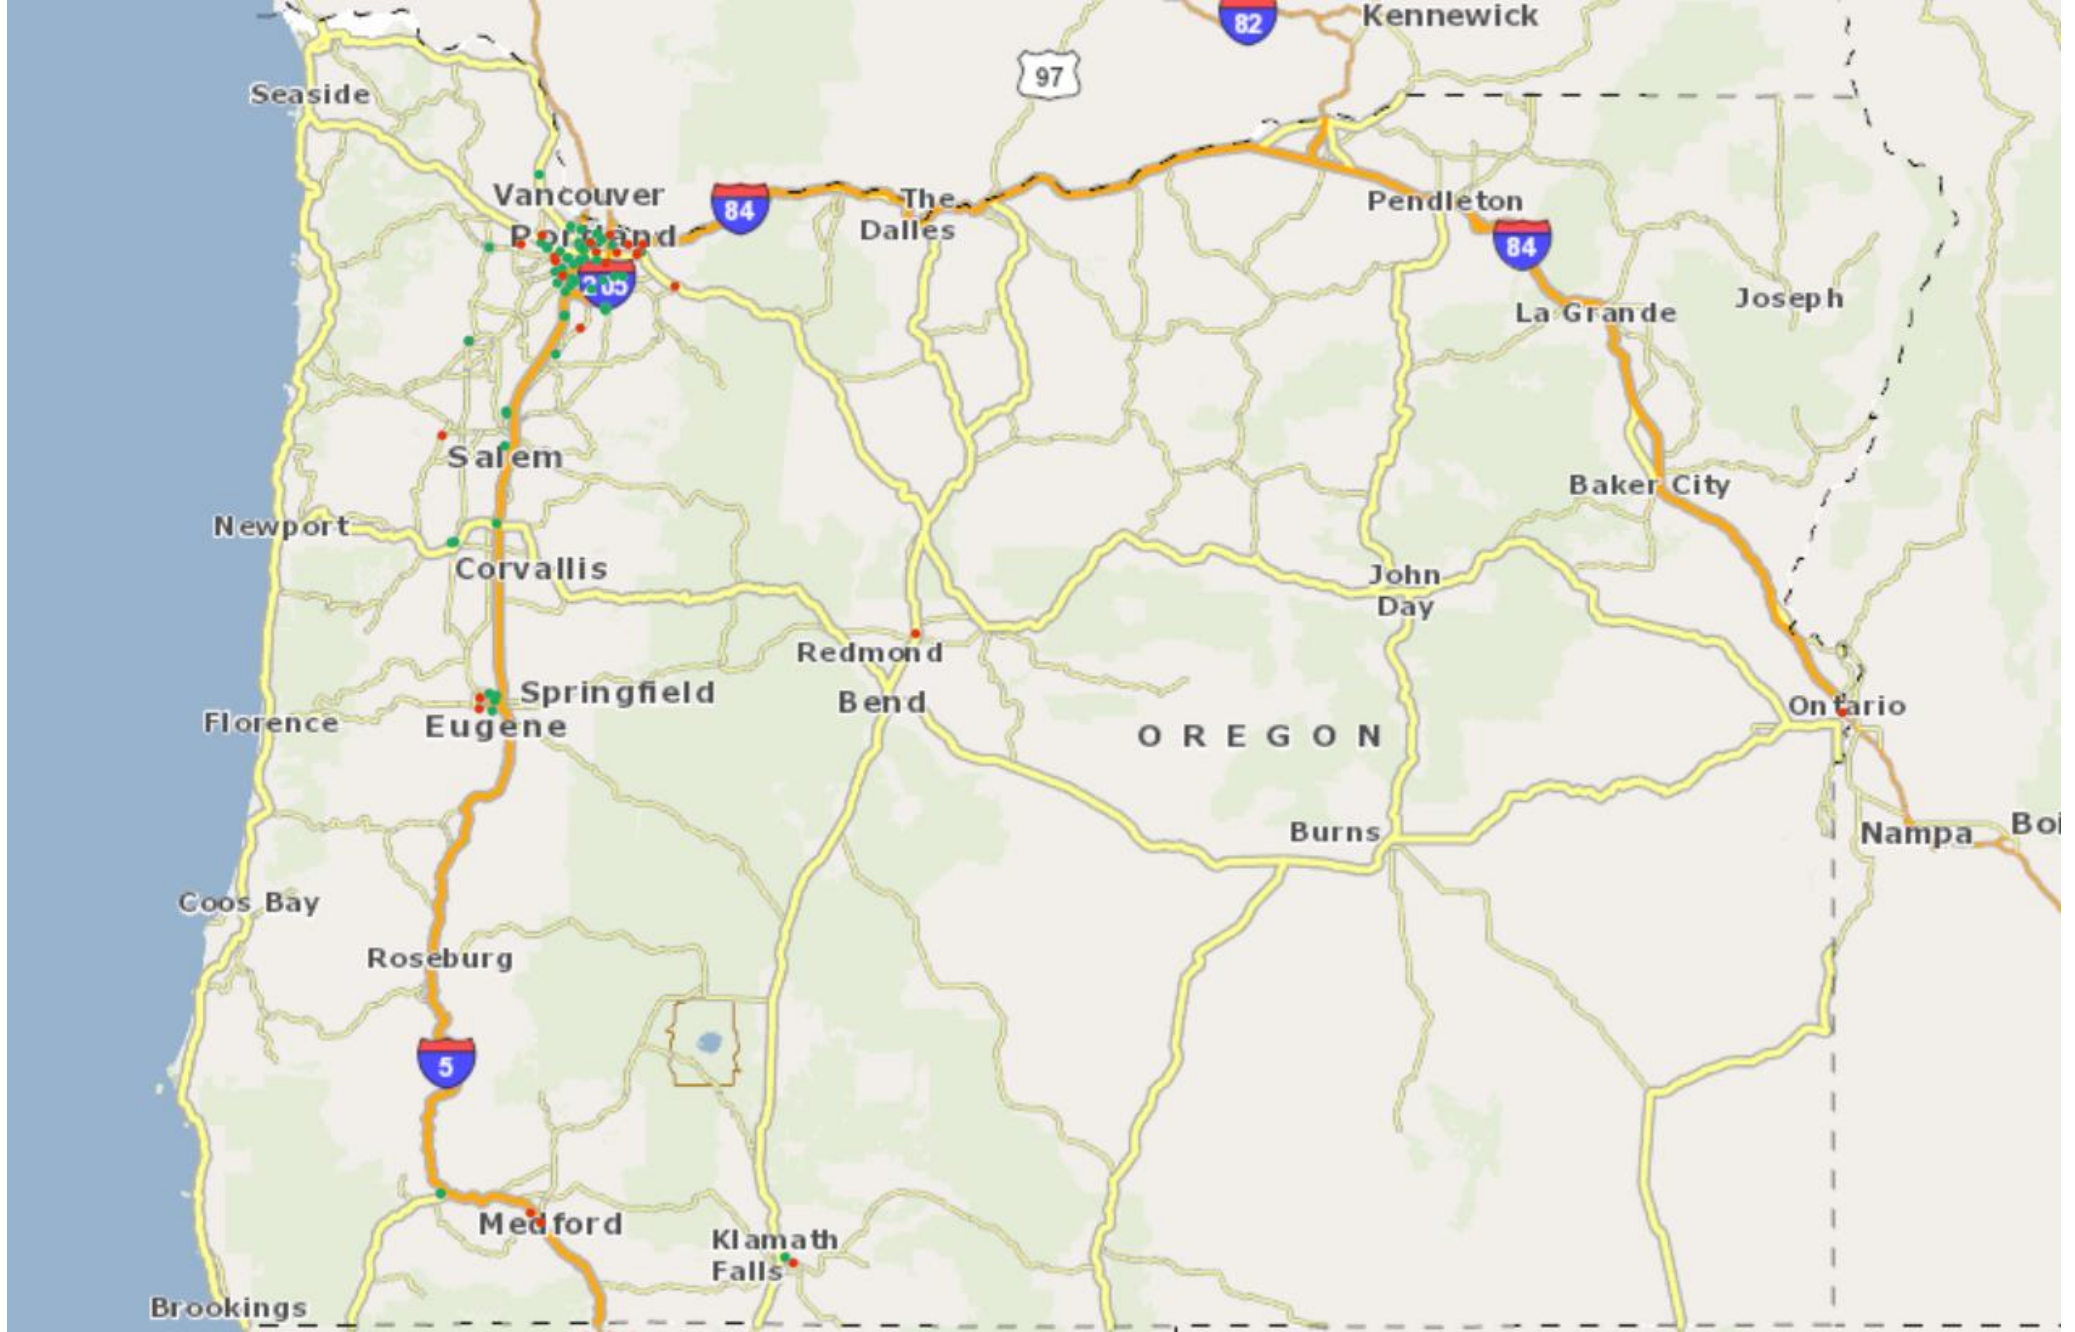 82
Kennewick
97
Seaside
Vancouver
84
The
Dalles
Pendleton
Portland
84
205
Joseph
La Grande
Salem
Baker City
Newport
Corvallis
John
Day
Redmond
Springfield
Bend
Ontario
Florence
Eugene
OREGON
Burns
Nampa
Boi
Coos Bay
Roseburg
5
Medford
Klamath
Falls
Brookings